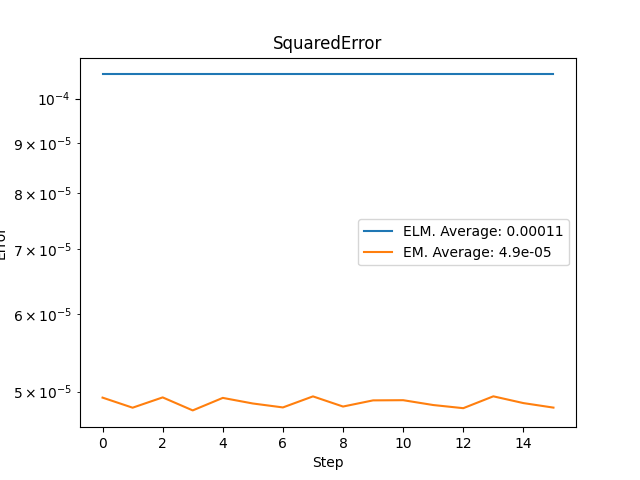 SquaredError
10⁻⁴
9 × 10⁻⁵
8 × 10⁻⁵
7 × 10⁻⁵
6 × 10⁻⁵
5 × 10⁻⁵
Error
ELM. Average: 0.00011
EM. Average: 4.9e-05
0 2 4 6 8 10 12 14
Step